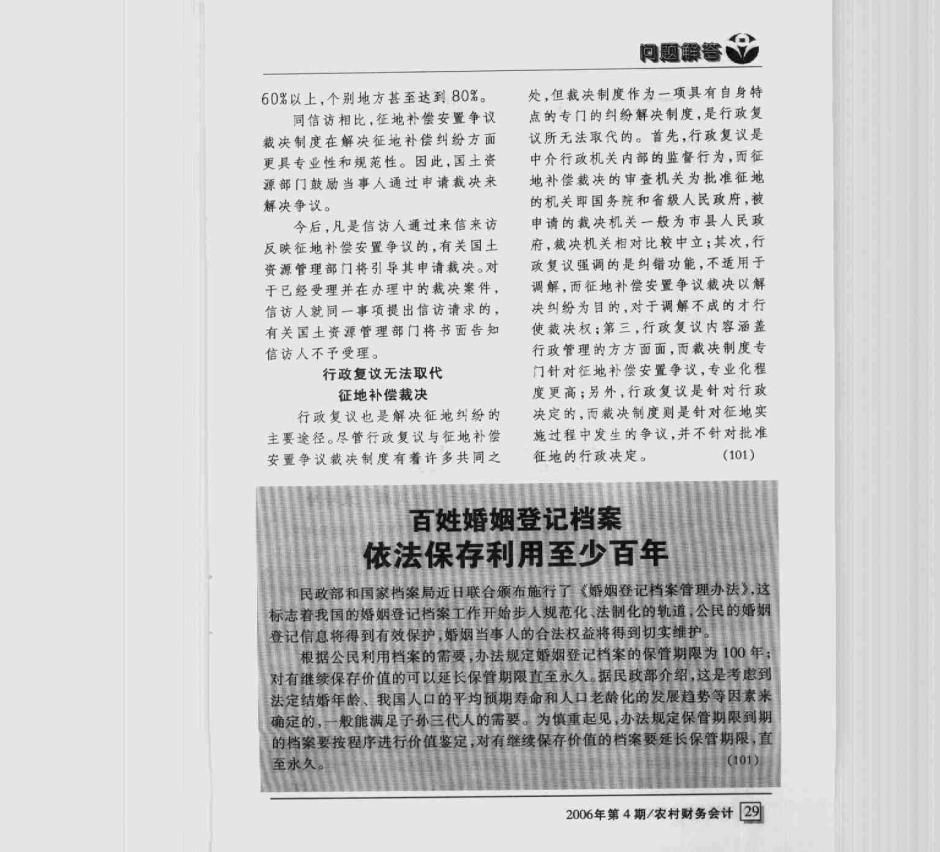 问题解答
60%以上,个别地方甚至达到 80%。
同信访相比,征地补偿安置争议
裁决制度在解决征地补偿纠纷方面
更具专业性和规范性。因此,国土资
源部门鼓励当事人通过申请裁决来
解决争议。
今后,凡是信访人通过来信来访
反映征地补偿安置争议的,有关国土
资源管理部门将引导其申请裁决。对
于已经受理并在办理中的裁决案件,
信访人就同一事项提出信访请求的,
有关国土资源管理部门将书面告知
信访人不予受理。
行政复议无法取代
征地补偿裁决
行政复议也是解决征地纠纷的
主要途径。尽管行政复议与征地补偿
安置争议裁决制度有着许多共同之
处,但裁决制度作为一项具有自身特
点的专门的纠纷解决制度,是行政复
议所无法取代的。首先,行政复议是
中介行政机关内部的监督行为,而征
地补偿裁决的审查机关为批准征地
的机关即国务院和省级人民政府,被
申请的裁决机关一般为市县人民政
府,裁决机关相对比较中立;其次,行
政复议强调的是纠错功能,不适用于
调解,而征地补偿安置争议裁决以解
决纠纷为目的,对于调解不成的才行
使裁决权;第三,行政复议内容涵盖
行政管理的方方面面,而裁决制度专
门针对征地补偿安置争议,专业化程
度更高;另外,行政复议是针对行政
决定的,而裁决制度则是针对征地实
施过程中发生的争议,并不针对批准
征地的行政决定。 (101)
百姓婚姻登记档案
依法保存利用至少百年
民政部和国家档案局近日联合颁布施行了《婚姻登记档案管理办法》,这
标志着我国的婚姻登记档案工作开始步入规范化、法制化的轨道,公民的婚姻
登记信息将得到有效保护,婚姻当事人的合法权益将得到切实维护。
根据公民利用档案的需要,办法规定婚姻登记档案的保管期限为 100 年;
对有继续保存价值的可以延长保管期限直至永久。据民政部介绍,这是考虑到
法定结婚年龄、我国人口的平均预期寿命和人口老龄化的发展趋势等因素来
确定的,一般能满足子孙三代人的需要。为慎重起见,办法规定保管期限到期
的档案要按程序进行价值鉴定,对有继续保存价值的档案要延长保管期限,直
至永久。 (101)
2006年第 4 期/农村财务会计 29